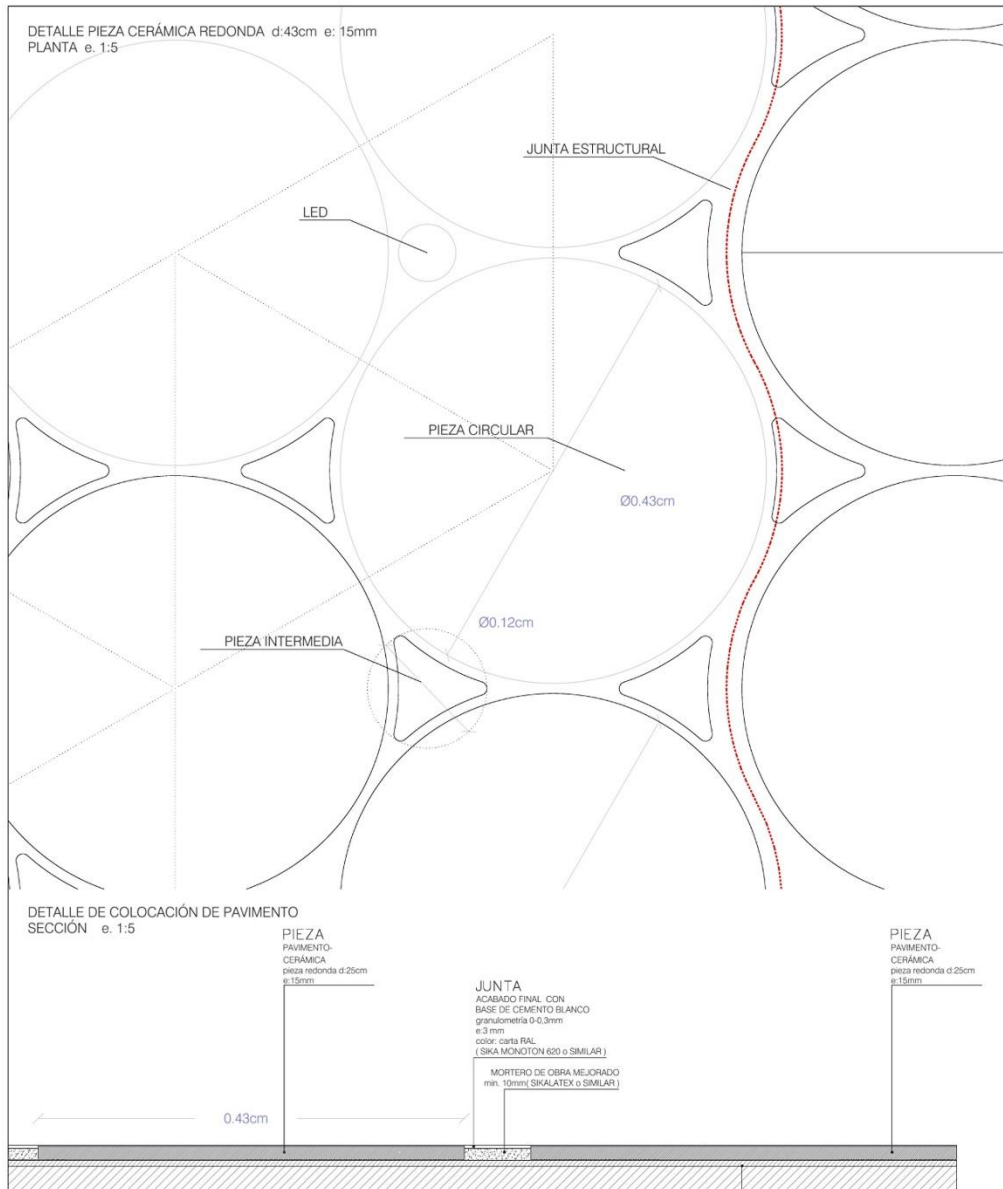 DETALLE PIEZA CERÁMICA REDONDA d:43cm e: 15mm
PLANTA e. 1:5
JUNTA ESTRUCTURAL
LED
PIEZA CIRCULAR
Ø0.43cm
Ø0.12cm
PIEZA INTERMEDIA
DETALLE DE COLOCACIÓN DE PAVIMENTO
SECCIÓN e. 1:5
PIEZA
PAVIMENTO-
CERÁMICA
pieza redonda d:25cm
e:15mm
JUNTA
ACABADO FINAL CON
BASE DE CEMENTO BLANCO
granulometría 0-0,3mm
e:3 mm
color: carta RAL
( SIKA MONOTON 620 o SIMILAR )
MORTERO DE OBRA MEJORADO
min. 10mm( SIKALATEX o SIMILAR )
PIEZA
PAVIMENTO-
CERÁMICA
pieza redonda d:25cm
e:15mm
0.43cm